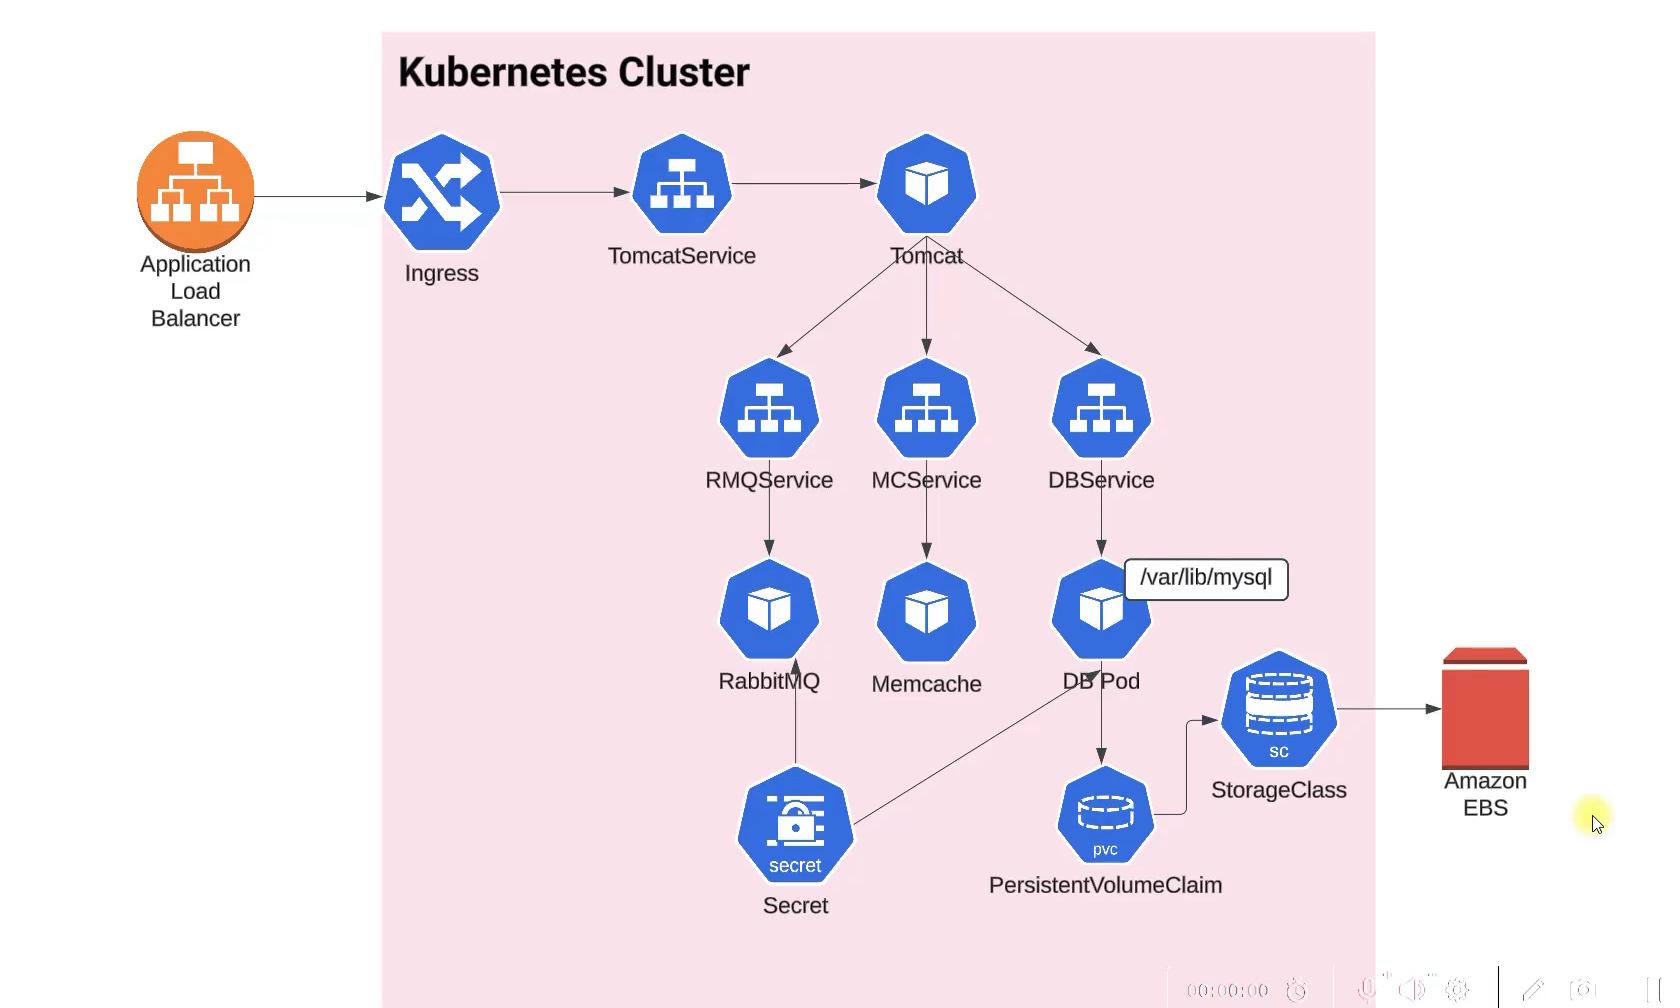 Kubernetes Cluster
Application
Load
Balancer
Ingress
TomcatService
Tomcat
RMQService
MCService
DBService
/var/lib/mysql
RabbitMQ
Memcache
DB Pod
sc
StorageClass
Amazon
EBS
secret
Secret
pvc
PersistentVolumeClaim
00:00:00